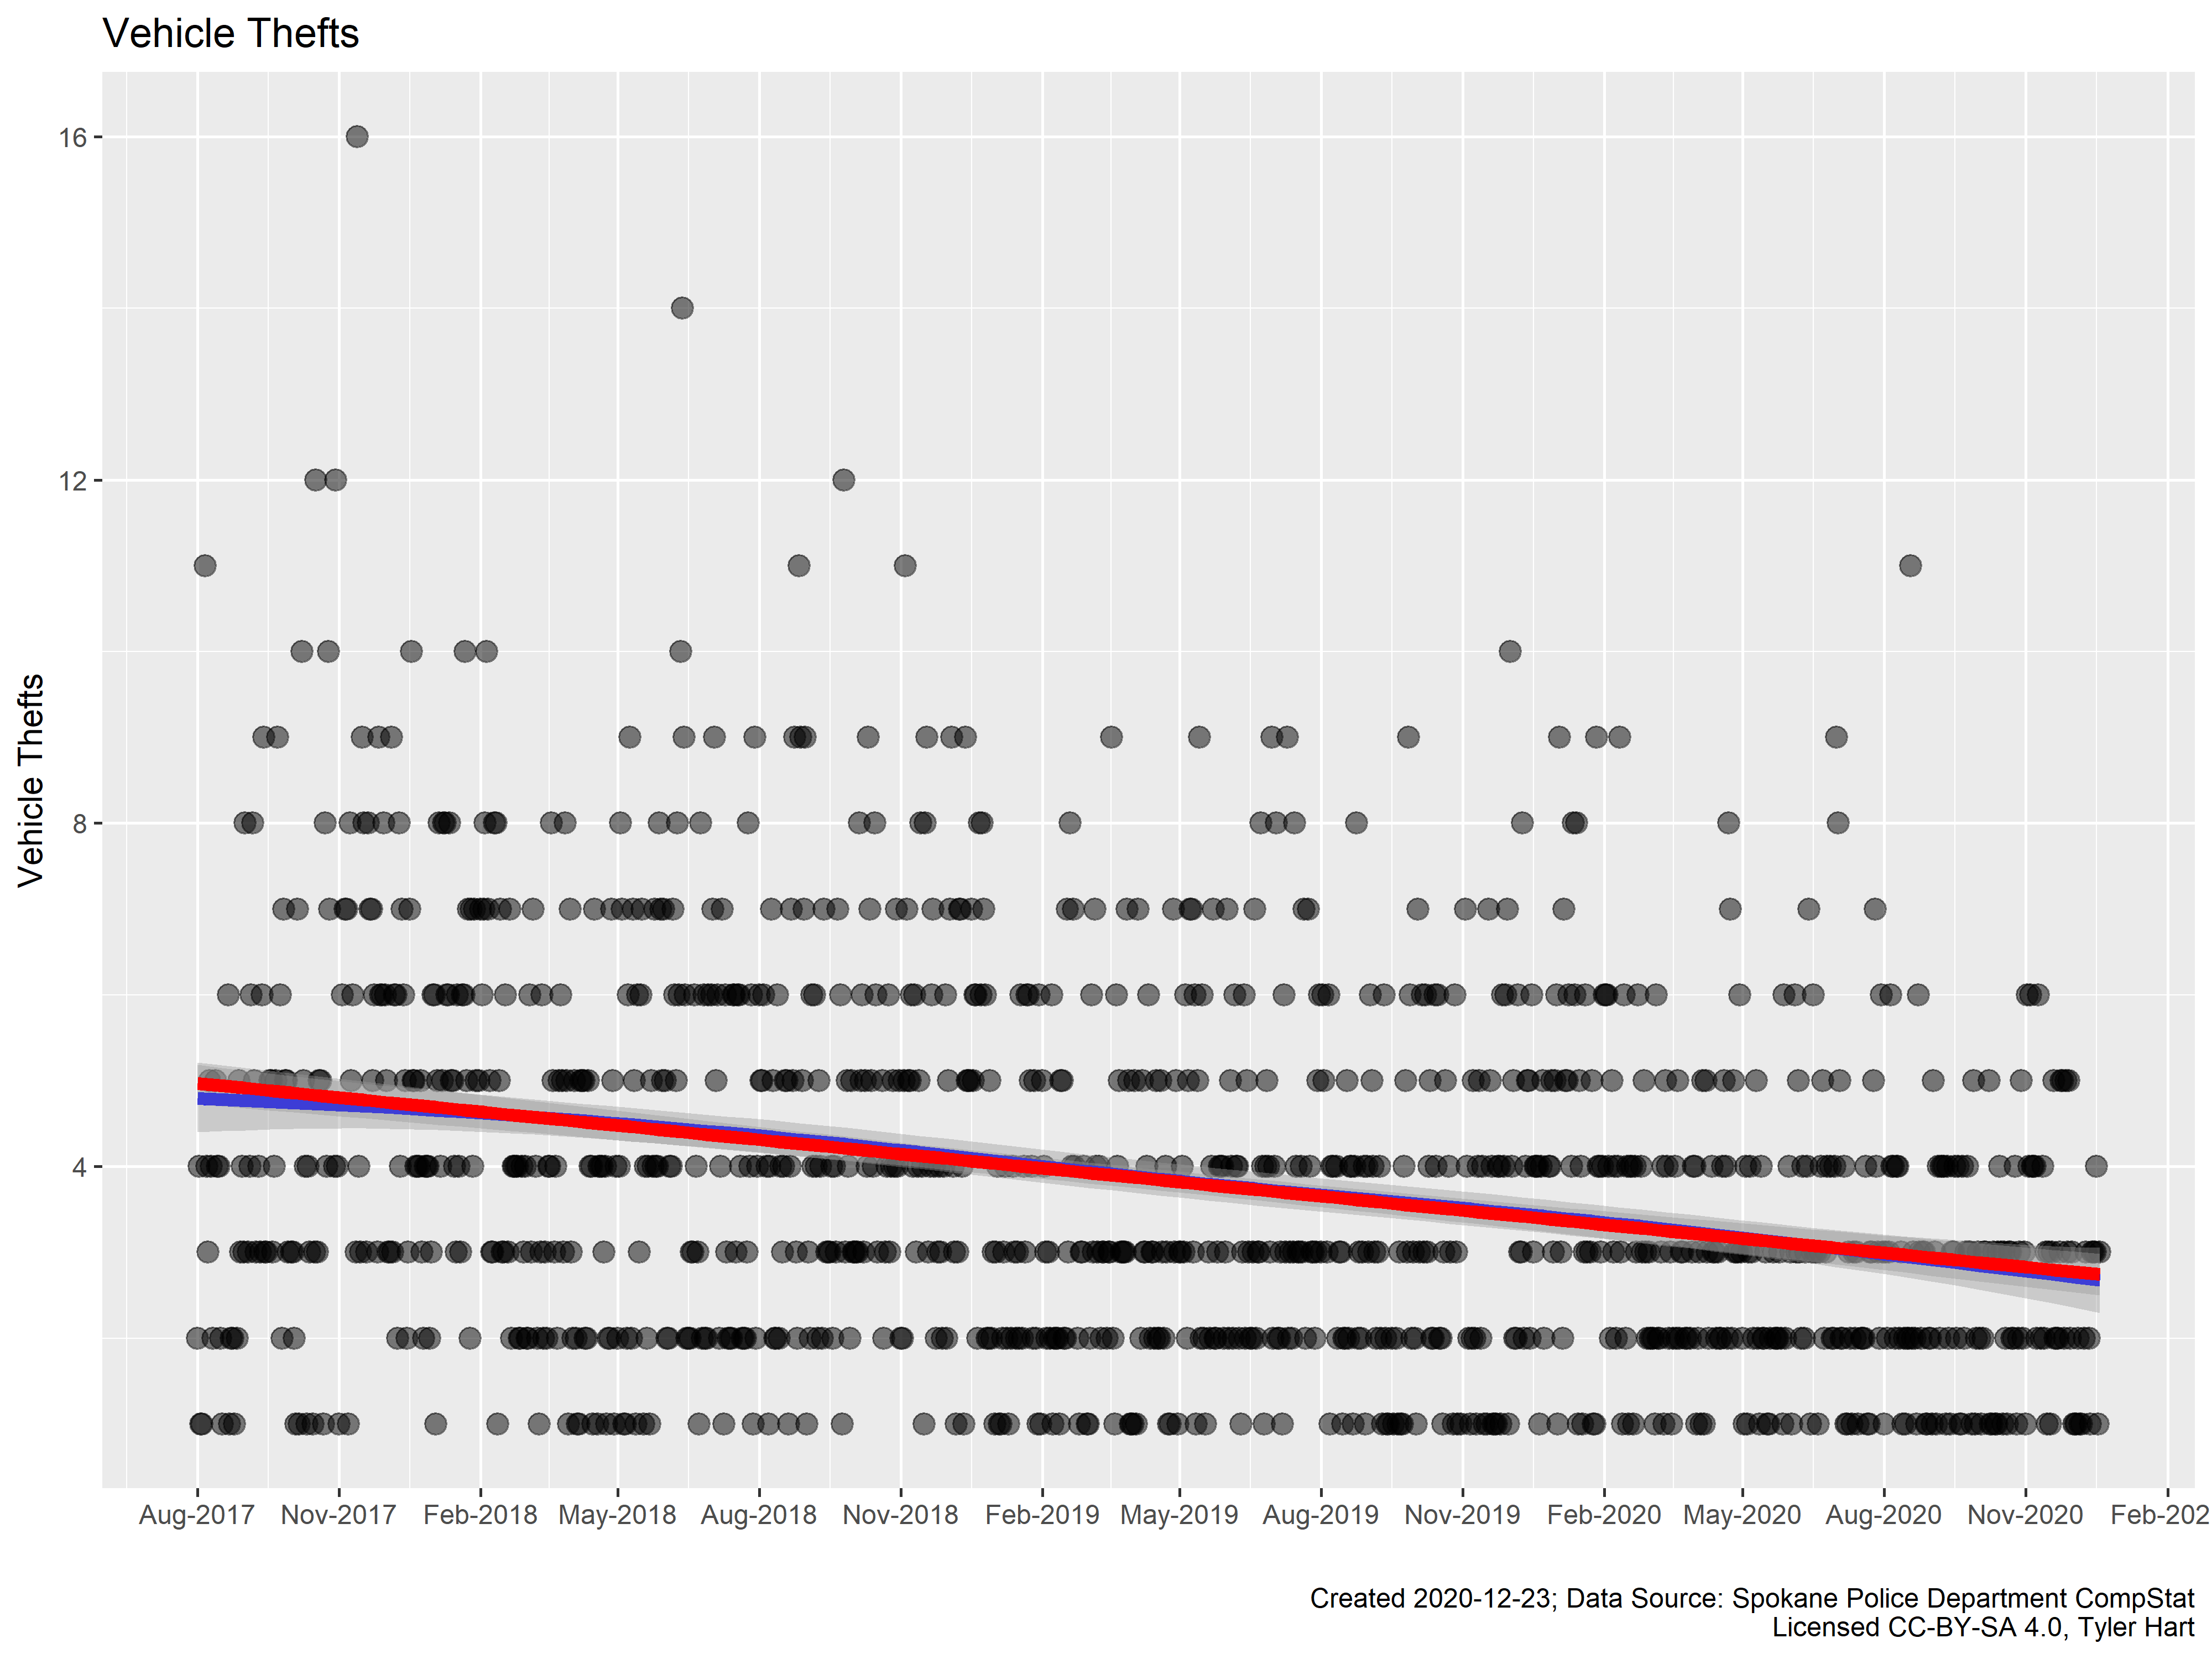 Vehicle Thefts
Vehicle Thefts
16
12
8
4
Aug-2017 Nov-2017 Feb-2018 May-2018 Aug-2018 Nov-2018 Feb-2019 May-2019 Aug-2019 Nov-2019 Feb-2020 May-2020 Aug-2020 Nov-2020 Feb-202
Created 2020-12-23; Data Source: Spokane Police Department CompStat
Licensed CC-BY-SA 4.0, Tyler Hart